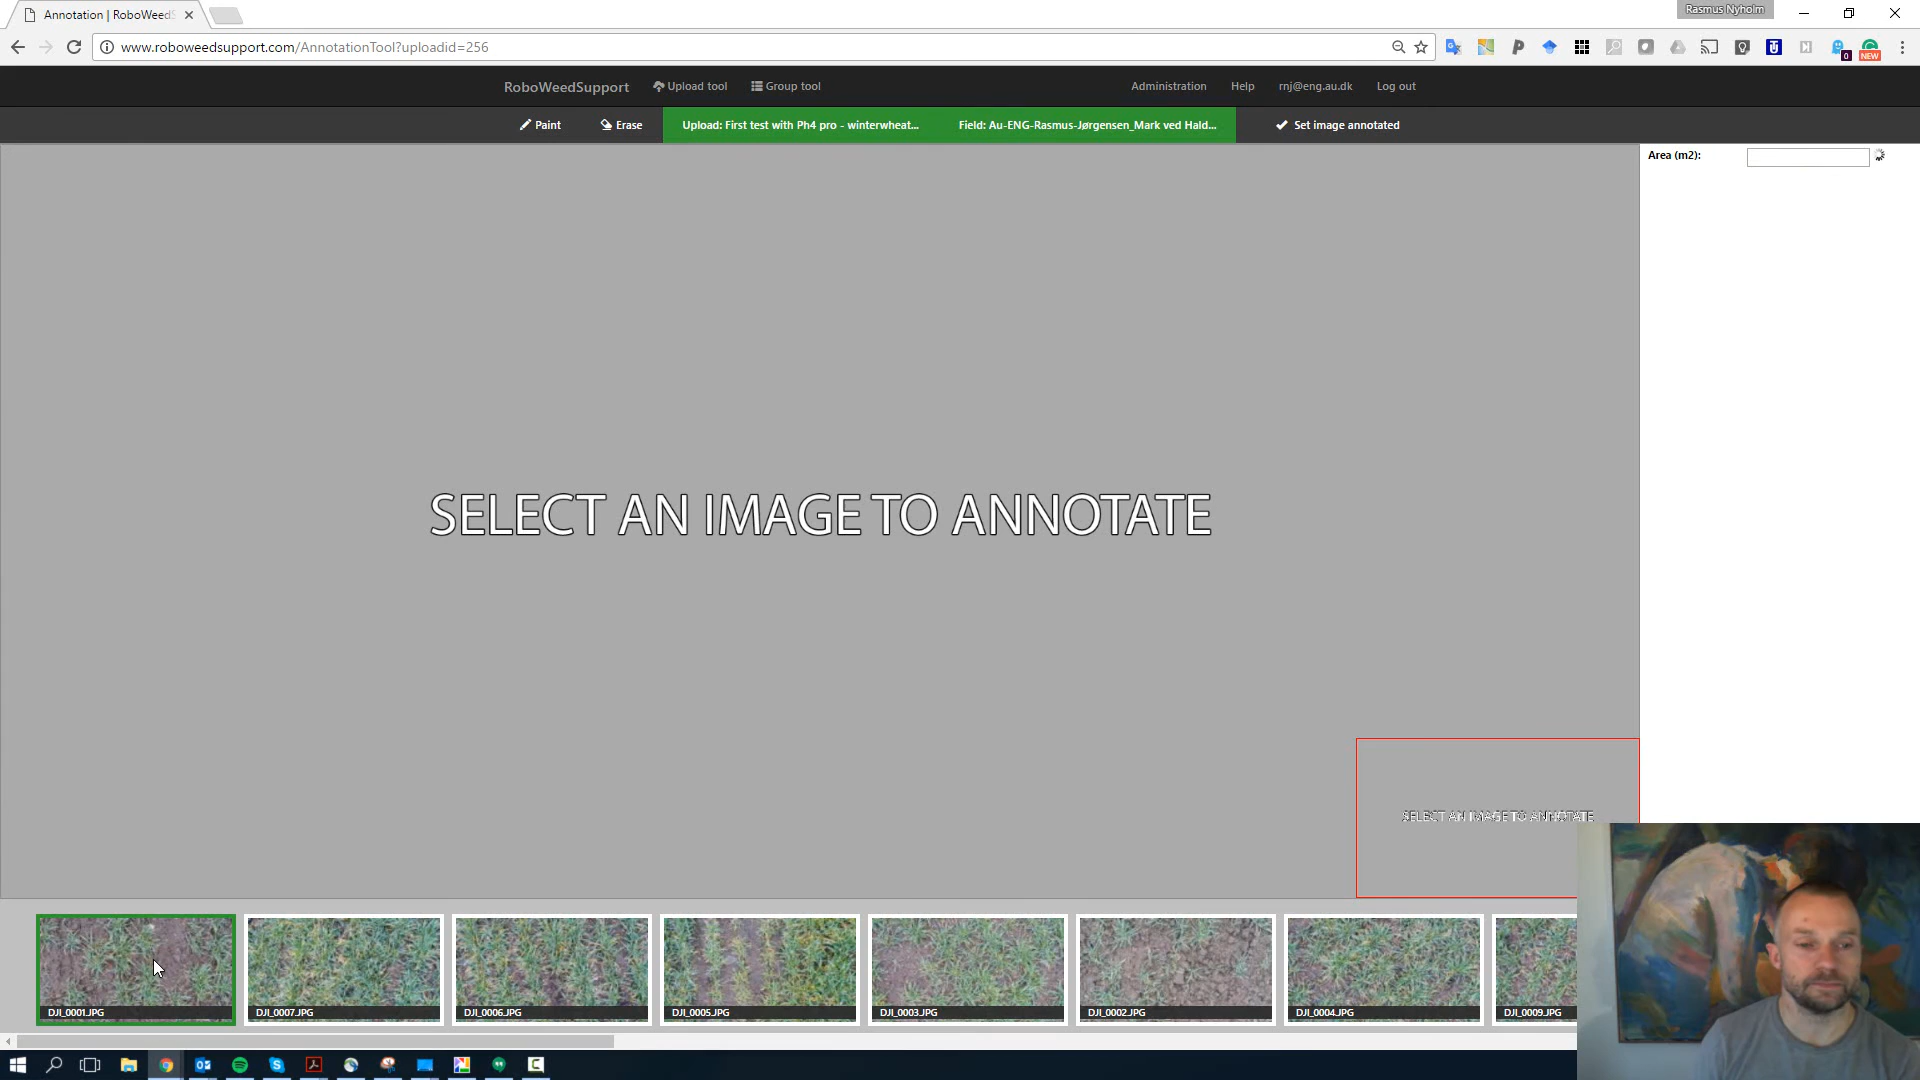 Annotation | RoboWeedS
Rasmus Nyholm
www.roboweedsupport.com/AnnotationTool?uploadid=256
0
NEW
RoboWeedSupport
Upload tool
Group tool
Administration
Help
rnj@eng.au.dk
Log out
Paint
Erase
Upload: First test with Ph4 pro - winterwheat...
Field: Au-ENG-Rasmus-Jørgensen_Mark ved Hald...
Set image annotated
Area (m2):
SELECT AN IMAGE TO ANNOTATE
SELECT AN IMAGE TO ANNOTATE
DJI_0001.JPG
DJI_0007.JPG
DJI_0006.JPG
DJI_0005.JPG
DJI_0003.JPG
DJI_0002.JPG
DJI_0004.JPG
DJI_0009.JPG